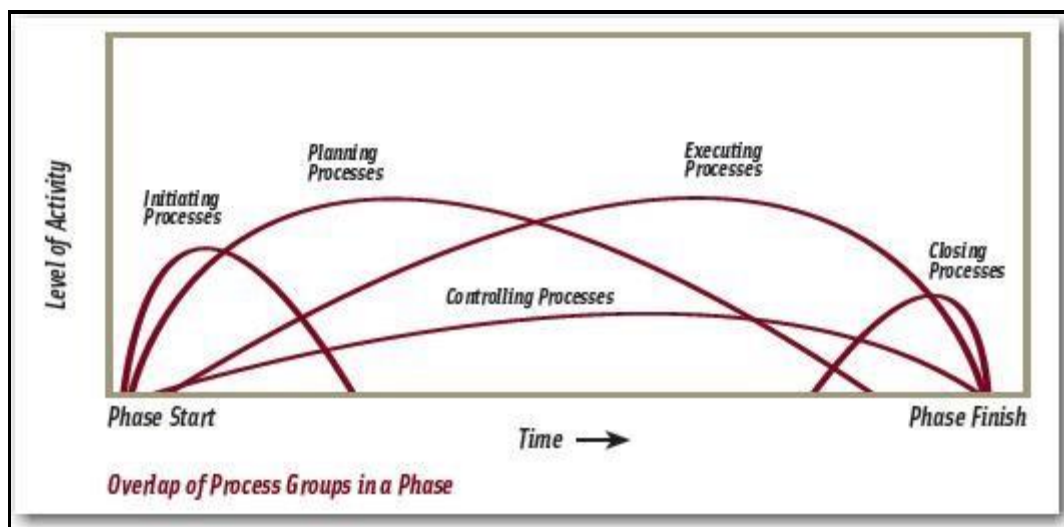 Planning
Processes
Executing
Processes
Initiating
Processes
Closing
Processes
Controlling Processes
Level of Activity
Phase Start
Phase Finish
Time
Overlap of Process Groups in a Phase